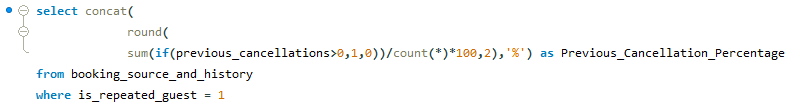 select concat(
round(
sum(if(previous_cancellations>0,1,0))/count(*)*100,2),'%') as Previous_Cancellation_Percentage
from booking_source_and_history
where is_repeated_guest = 1